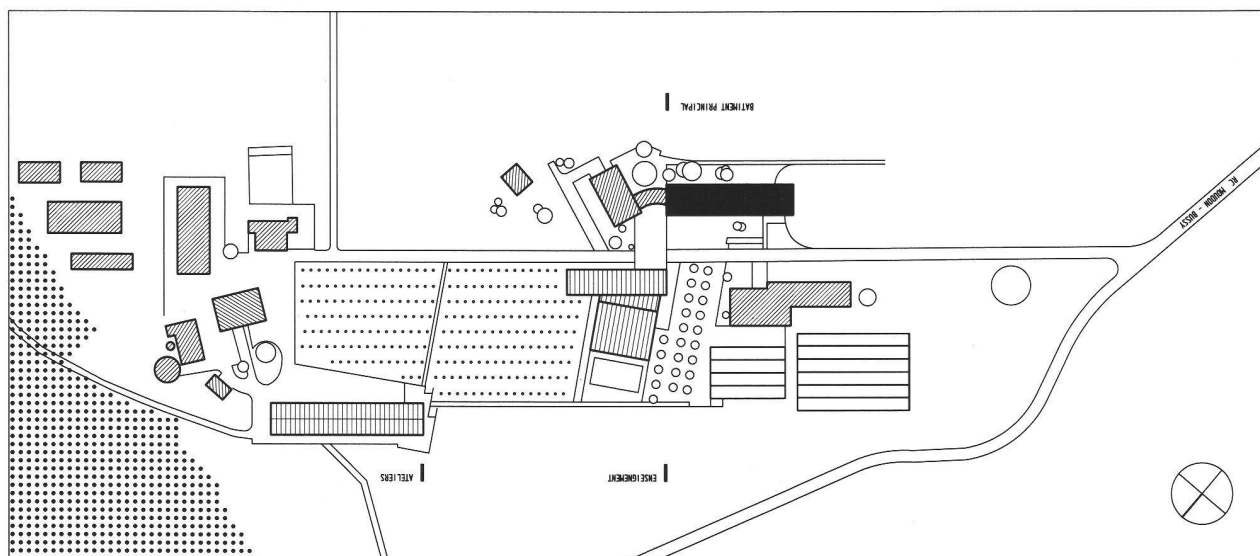 BATIMENT PRINCIPAL
RC MOUDON - BUSSY
ATELIERS
ENSEIGNEMENT